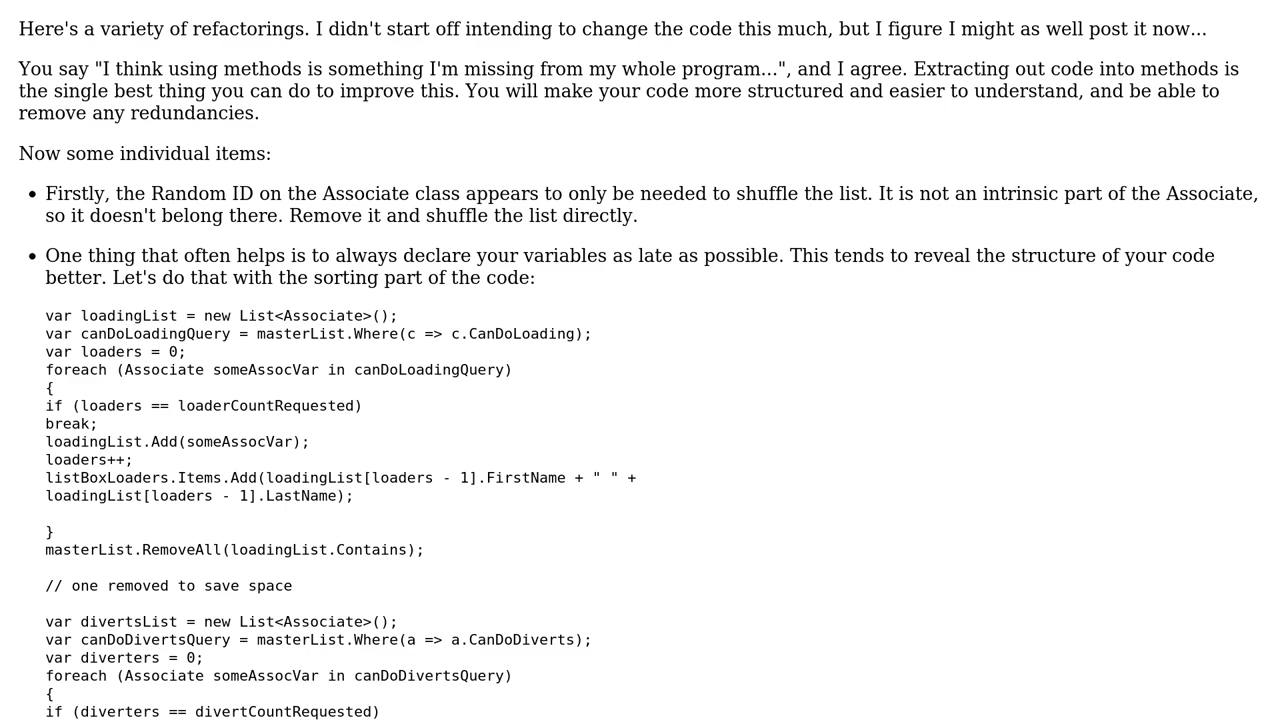 Here's a variety of refactorings. I didn't start off intending to change the code this much, but I figure I might as well post it now...
You say "I think using methods is something I'm missing from my whole program...", and I agree. Extracting out code into methods is
the single best thing you can do to improve this. You will make your code more structured and easier to understand, and be able to
remove any redundancies.
Now some individual items:
• Firstly, the Random ID on the Associate class appears to only be needed to shuffle the list. It is not an intrinsic part of the Associate,
so it doesn't belong there. Remove it and shuffle the list directly.
• One thing that often helps is to always declare your variables as late as possible. This tends to reveal the structure of your code
better. Let's do that with the sorting part of the code:
var loadingList = new List<Associate>();
var canDoLoadingQuery = masterList.Where(c => c.CanDoLoading);
var loaders = 0;
foreach (Associate someAssocVar in canDoLoadingQuery)
{
if (loaders == loaderCountRequested)
break;
loadingList.Add(someAssocVar);
loaders++;
listBoxLoaders.Items.Add(loadingList[loaders - 1].FirstName + " " +
loadingList[loaders - 1].LastName);
}
masterList.RemoveAll(loadingList.Contains);
// one removed to save space
var divertsList = new List<Associate>();
var canDoDivertsQuery = masterList.Where(a => a.CanDoDiverts);
var diverters = 0;
foreach (Associate someAssocVar in canDoDivertsQuery)
{
if (diverters == divertCountRequested)